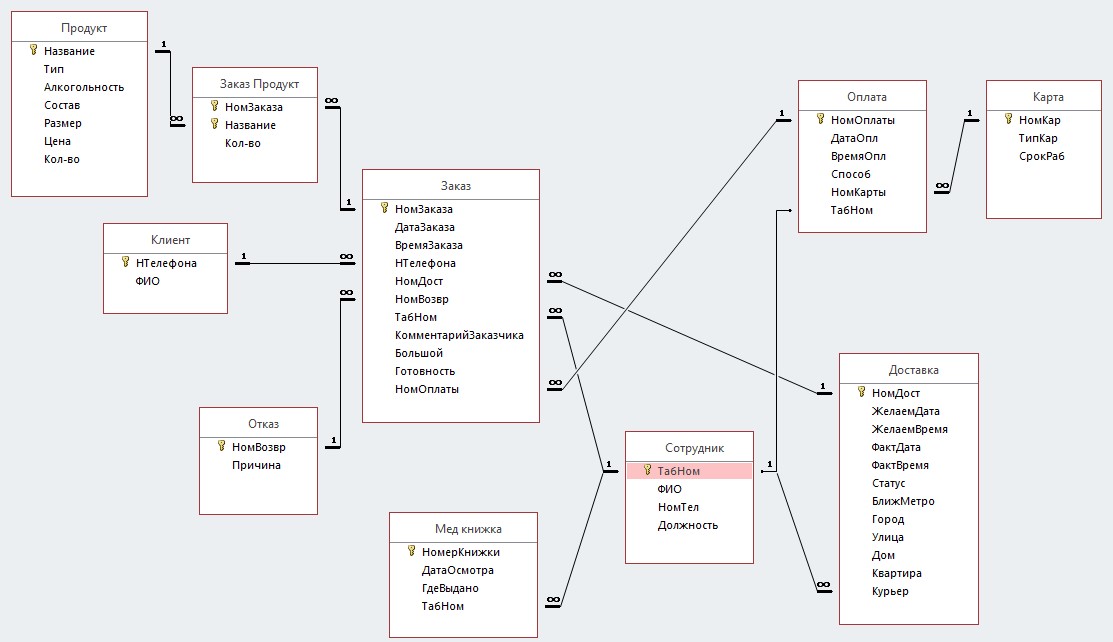 Продукт
Название
Тип
Алкогольность
Состав
Размер
Цена
Кол-во
1
∞
Заказ Продукт
НомЗаказа
Название
Кол-во
∞
1
Заказ
НомЗаказа
ДатаЗаказа
ВремяЗаказа
НТелефона
НомДост
НомВозвр
ТабНом
КомментарийЗаказчика
Большой
Готовность
НомОплаты
Клиент
НТелефона
ФИО
1
∞
∞
1
Отказ
НомВозвр
Причина
∞
∞
∞
Мед книжка
НомерКнижки
ДатаОсмотра
ГдеВыдано
ТабНом
∞
1
Сотрудник
ТабНом
ФИО
НомТел
Должность
1
1
Оплата
НомОплаты
ДатаОпл
ВремяОпл
Способ
НомКарты
ТабНом
1
∞
Карта
НомКар
ТипКар
СрокРаб
1
∞
Доставка
НомДост
ЖелаемДата
ЖелаемВремя
ФактДата
ФактВремя
Статус
БлижМетро
Город
Улица
Дом
Квартира
Курьер